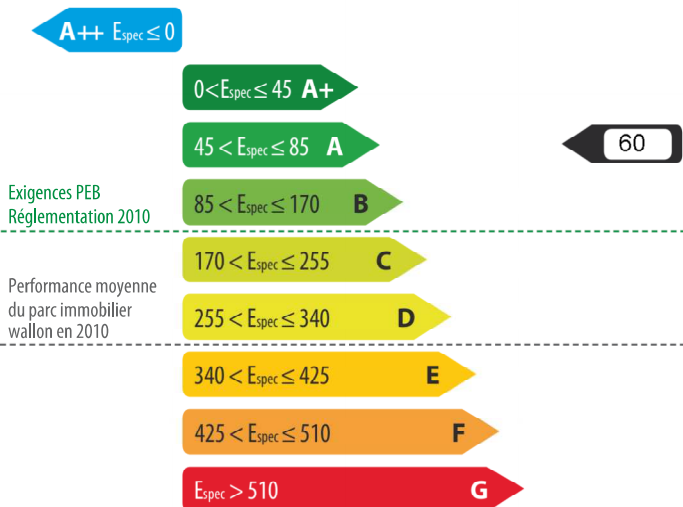 A++ Espec ≤ 0
0<Espec ≤ 45 A+
45 < Espec ≤ 85 A
60
Exigences PEB
Réglementation 2010
85 < Espec ≤ 170 B
170 < Espec ≤ 255 C
Performance moyenne
du parc immobilier
wallon en 2010
255 < Espec ≤ 340 D
340 < Espec ≤ 425 E
425 < Espec ≤ 510 F
Espec > 510 G